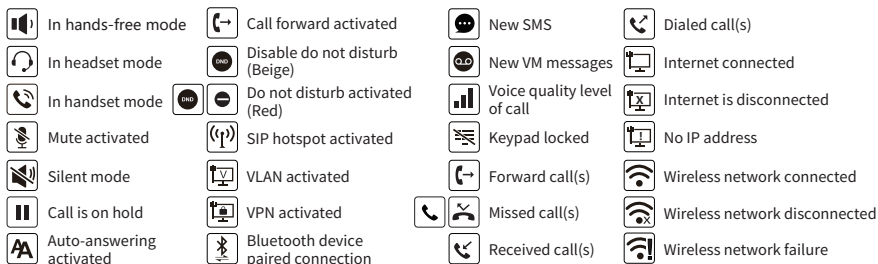 In hands-free mode
In headset mode
In handset mode
Mute activated
Silent mode
Call is on hold
AA
Auto-answering
activated
Call forward activated
DND
Disable do not disturb
(Beige)
DND
Do not disturb activated
(Red)
SIP hotspot activated
V
VLAN activated
VPN activated
Bluetooth device
paired connection
New SMS
New VM messages
Voice quality level
of call
Keypad locked
Forward call(s)
Missed call(s)
Received call(s)
Dialed call(s)
Internet connected
X
Internet is disconnected
!
No IP address
Wireless network connected
x
Wireless network disconnected
!
Wireless network failure